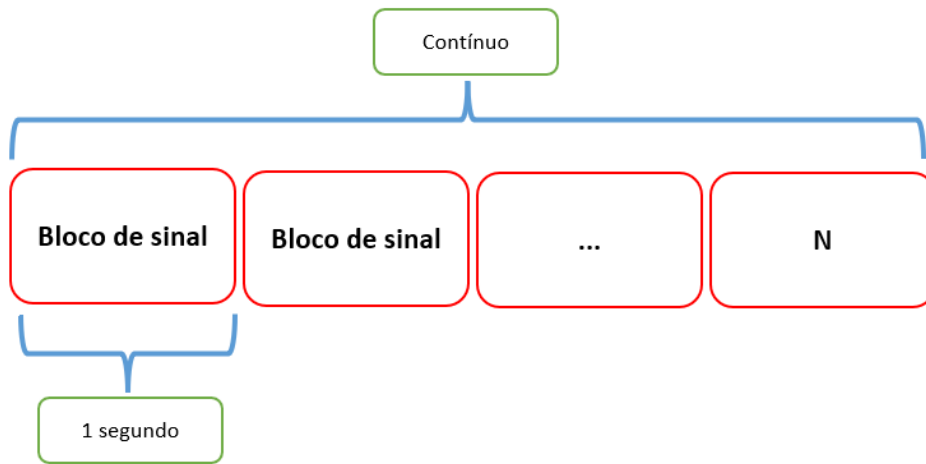 Contínuo
Bloco de sinal
Bloco de sinal
...
N
1 segundo